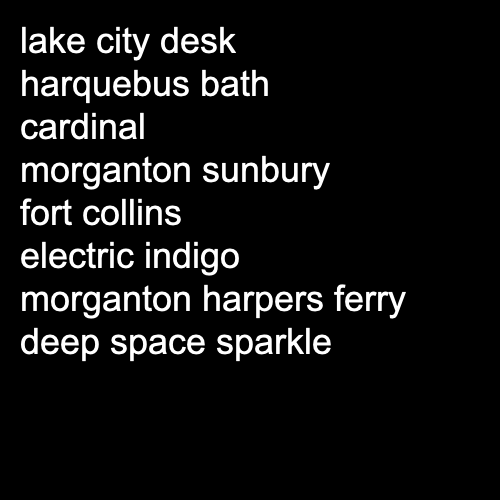 lake city desk
harquebus bath
cardinal
morganton sunbury
fort collins
electric indigo
morganton harpers ferry
deep space sparkle